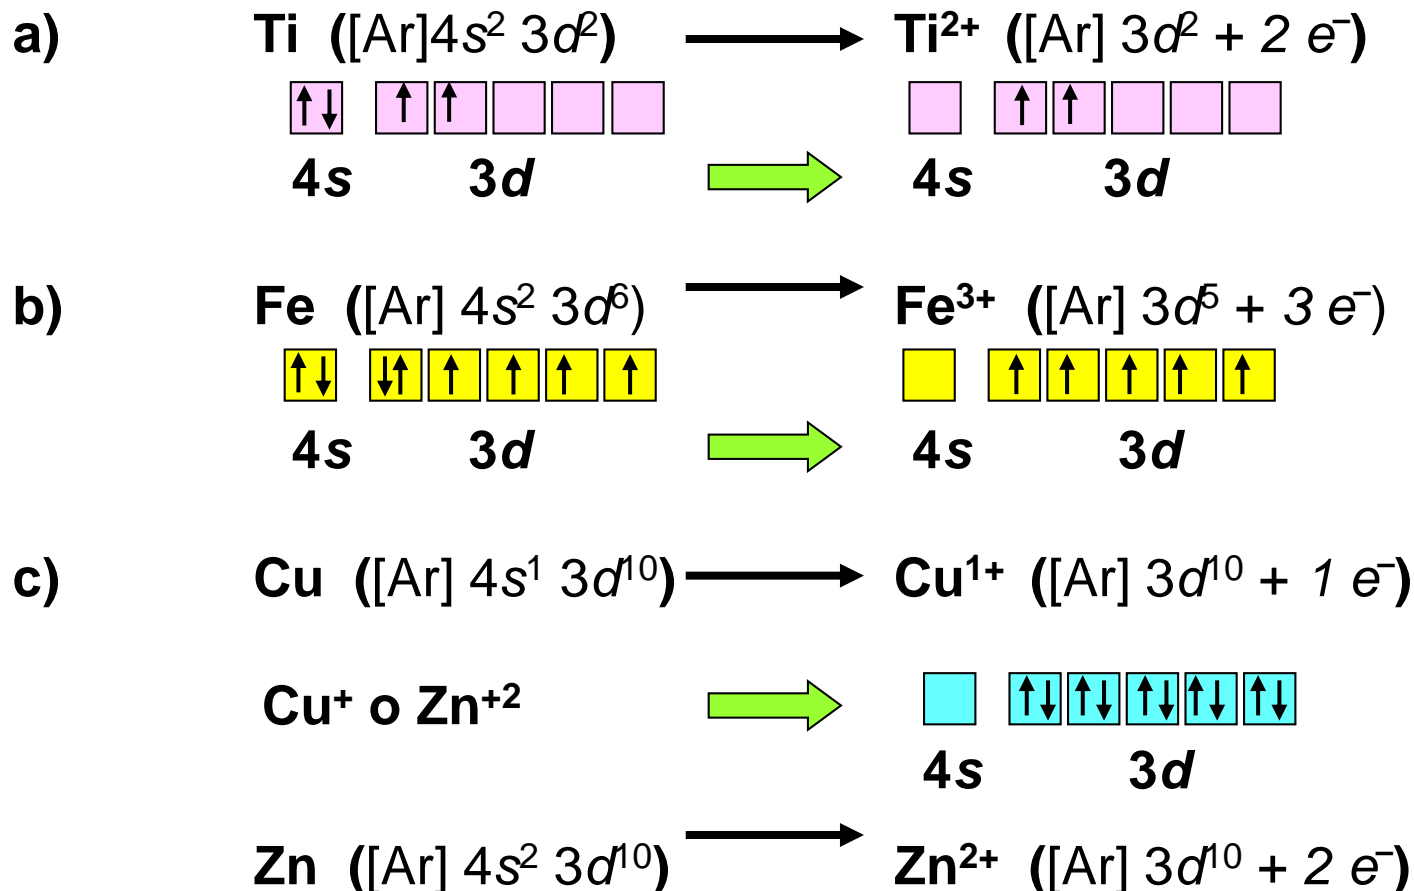 a) Ti ([Ar]4s² 3d²) Ti²⁺ ([Ar] 3d² + 2 e⁻)
4s 3d 4s 3d
b) Fe ([Ar] 4s² 3d⁶) Fe³⁺ ([Ar] 3d⁵ + 3 e⁻)
4s 3d 4s 3d
c) Cu ([Ar] 4s¹ 3d¹⁰) Cu¹⁺ ([Ar] 3d¹⁰ + 1 e⁻)
Cu⁺ o Zn⁺²
4s 3d
Zn ([Ar] 4s² 3d¹⁰) Zn²⁺ ([Ar] 3d¹⁰ + 2 e⁻)